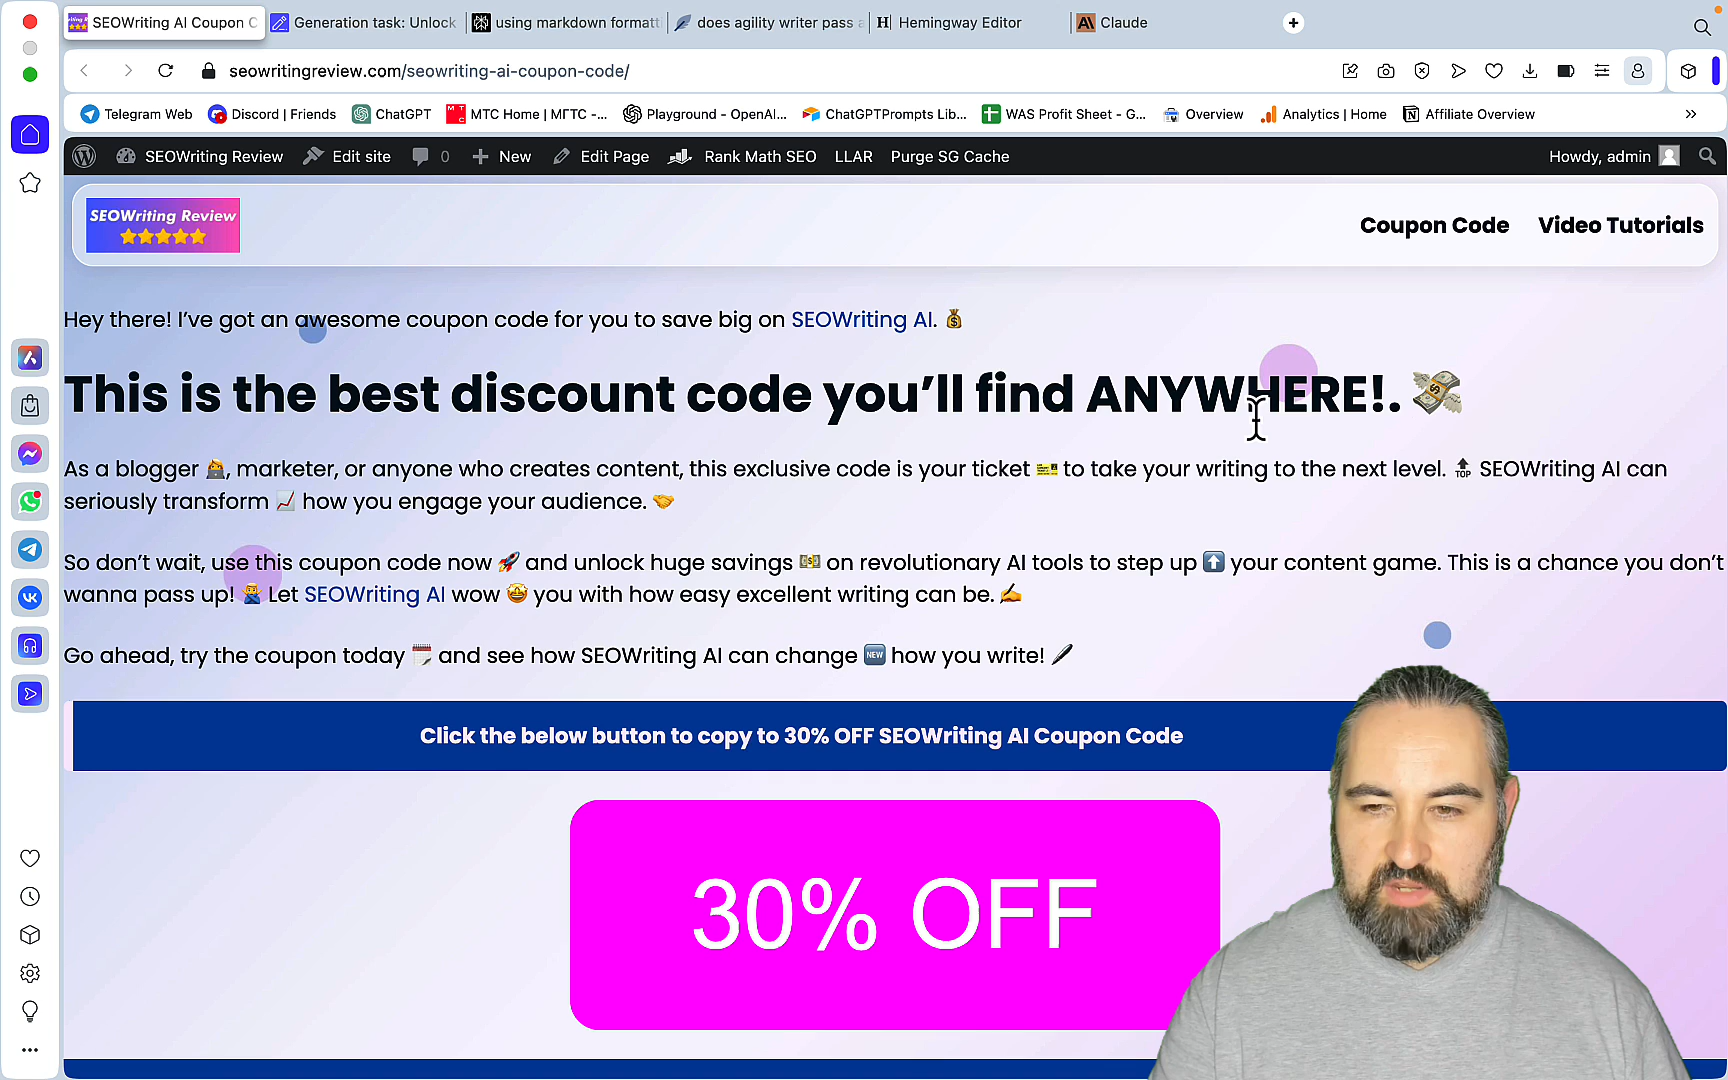 SEOWriting AI Coupon C
Generation task: Unlock
using markdown formatt
does agility writer pass a
Hemingway Editor
Claude
seowritingreview.com/seowriting-ai-coupon-code/
Telegram Web
Discord | Friends
ChatGPT
МТС Home | МГТС -...
Playground - OpenAI...
ChatGPTPrompts Lib...
WAS Profit Sheet - G...
Overview
Analytics | Home
Affiliate Overview
SEOWriting Review
Edit site
0
New
Edit Page
Rank Math SEO
LLAR
Purge SG Cache
Howdy, admin
SEOWriting Review
Coupon Code
Video Tutorials
Hey there! I’ve got an awesome coupon code for you to save big on SEOWriting AI. 💰
This is the best discount code you’ll find ANYWHERE!. 💸
As a blogger 👩‍💻, marketer, or anyone who creates content, this exclusive code is your ticket 🎫 to take your writing to the next level. 🔝 SEOWriting AI can
seriously transform 📈 how you engage your audience. 🤝
So don’t wait, use this coupon code now 🚀 and unlock huge savings 💵 on revolutionary AI tools to step up ⬆️ your content game. This is a chance you don’t
wanna pass up! 🙅‍♂️ Let SEOWriting AI wow 🤩 you with how easy excellent writing can be. ✍️
Go ahead, try the coupon today 🗓️ and see how SEOWriting AI can change 🆕 how you write! 🖋️
Click the below button to copy to 30% OFF SEOWriting AI Coupon Code
30% OFF